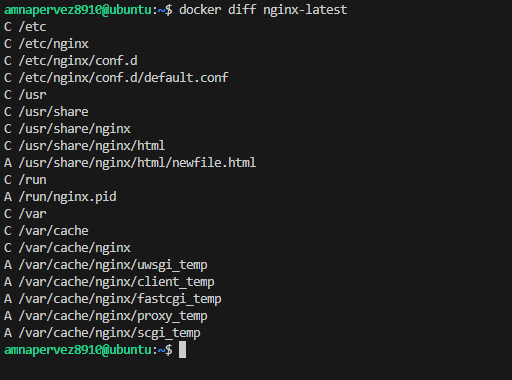 amnapervez8910@ubuntu:~$ docker diff nginx-latest
C /etc
C /etc/nginx
C /etc/nginx/conf.d
C /etc/nginx/conf.d/default.conf
C /usr
C /usr/share
C /usr/share/nginx
C /usr/share/nginx/html
A /usr/share/nginx/html/newfile.html
C /run
A /run/nginx.pid
C /var
C /var/cache
C /var/cache/nginx
A /var/cache/nginx/uwsgi_temp
A /var/cache/nginx/client_temp
A /var/cache/nginx/fastcgi_temp
A /var/cache/nginx/proxy_temp
A /var/cache/nginx/scgi_temp
amnapervez8910@ubuntu:~$